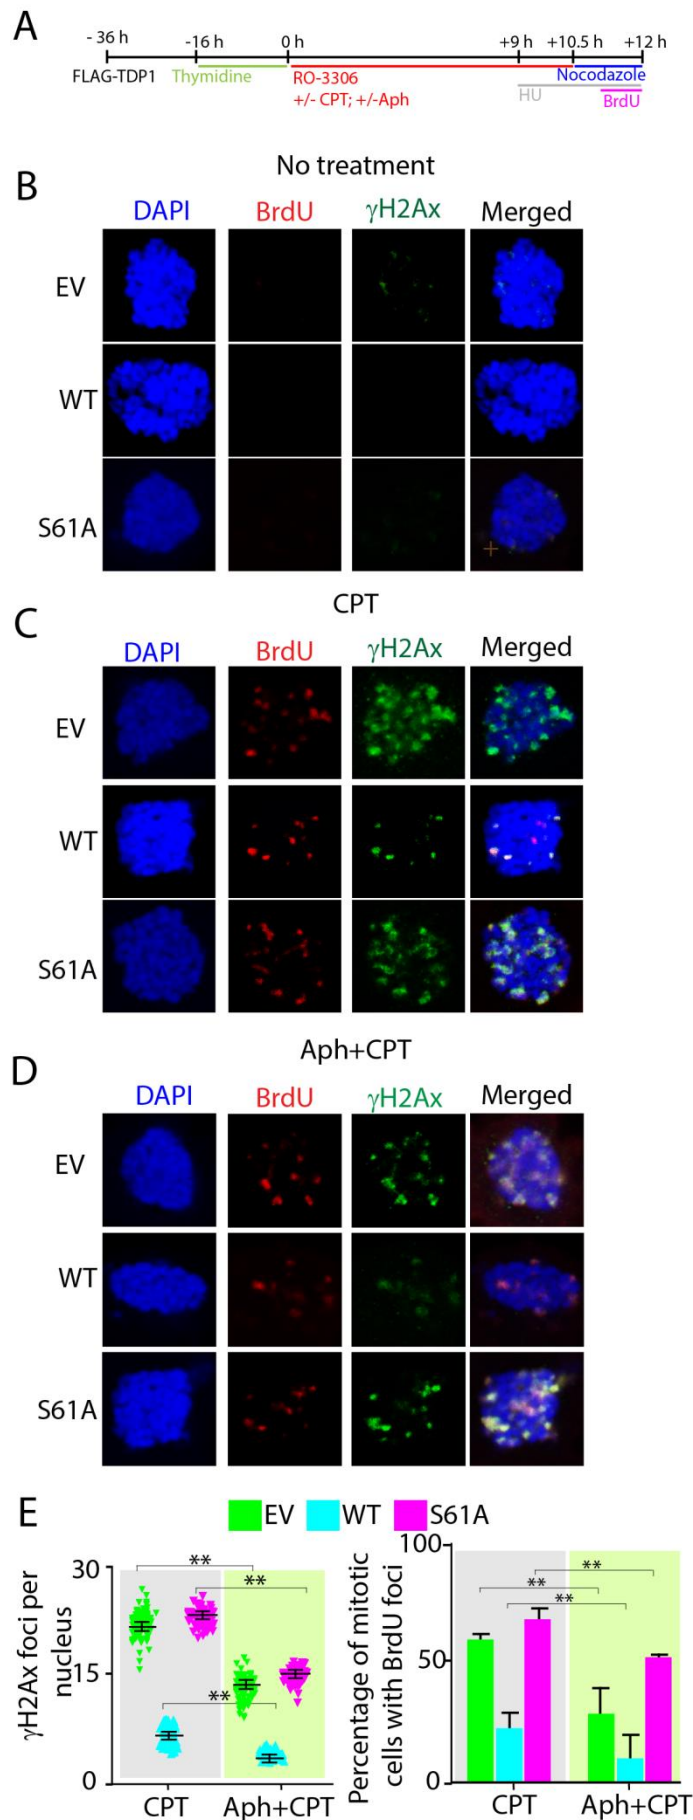 A
- 36 h -16 h 0 h +9 h +10.5 h +12 h
FLAG-TDP1 Thymidine RO-3306 Nocodazole
+/- CPT; +/-Aph HU BrdU
No treatment
B
DAPI BrdU γH2Ax Merged
EV
WT
S61A
CPT
C
DAPI BrdU γH2Ax Merged
EV
WT
S61A
Aph+CPT
D
DAPI BrdU γH2Ax Merged
EV
WT
S61A
E
EV WT S61A
γH2Ax foci per
nucleus
30
15
0
**
**
**
CPT Aph+CPT
Percentage of mitotic
cells with BrdU foci
100
50
0
**
**
**
CPT Aph+CPT